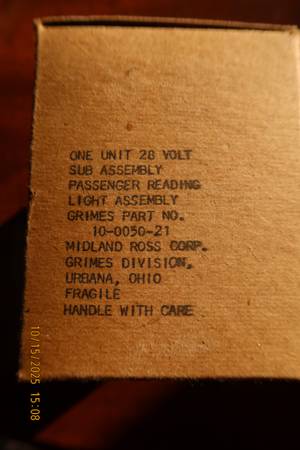 ONE UNIT 28 VOLT
SUB ASSEMBLY
PASSENGER READING
LIGHT ASSEMBLY
GRIMES PART NO.
10-0050-21
MIDLAND ROSS CORP.
GRIMES DIVISION,
URBANA, OHIO
FRAGILE
HANDLE WITH CARE
10/15/2025 15:08